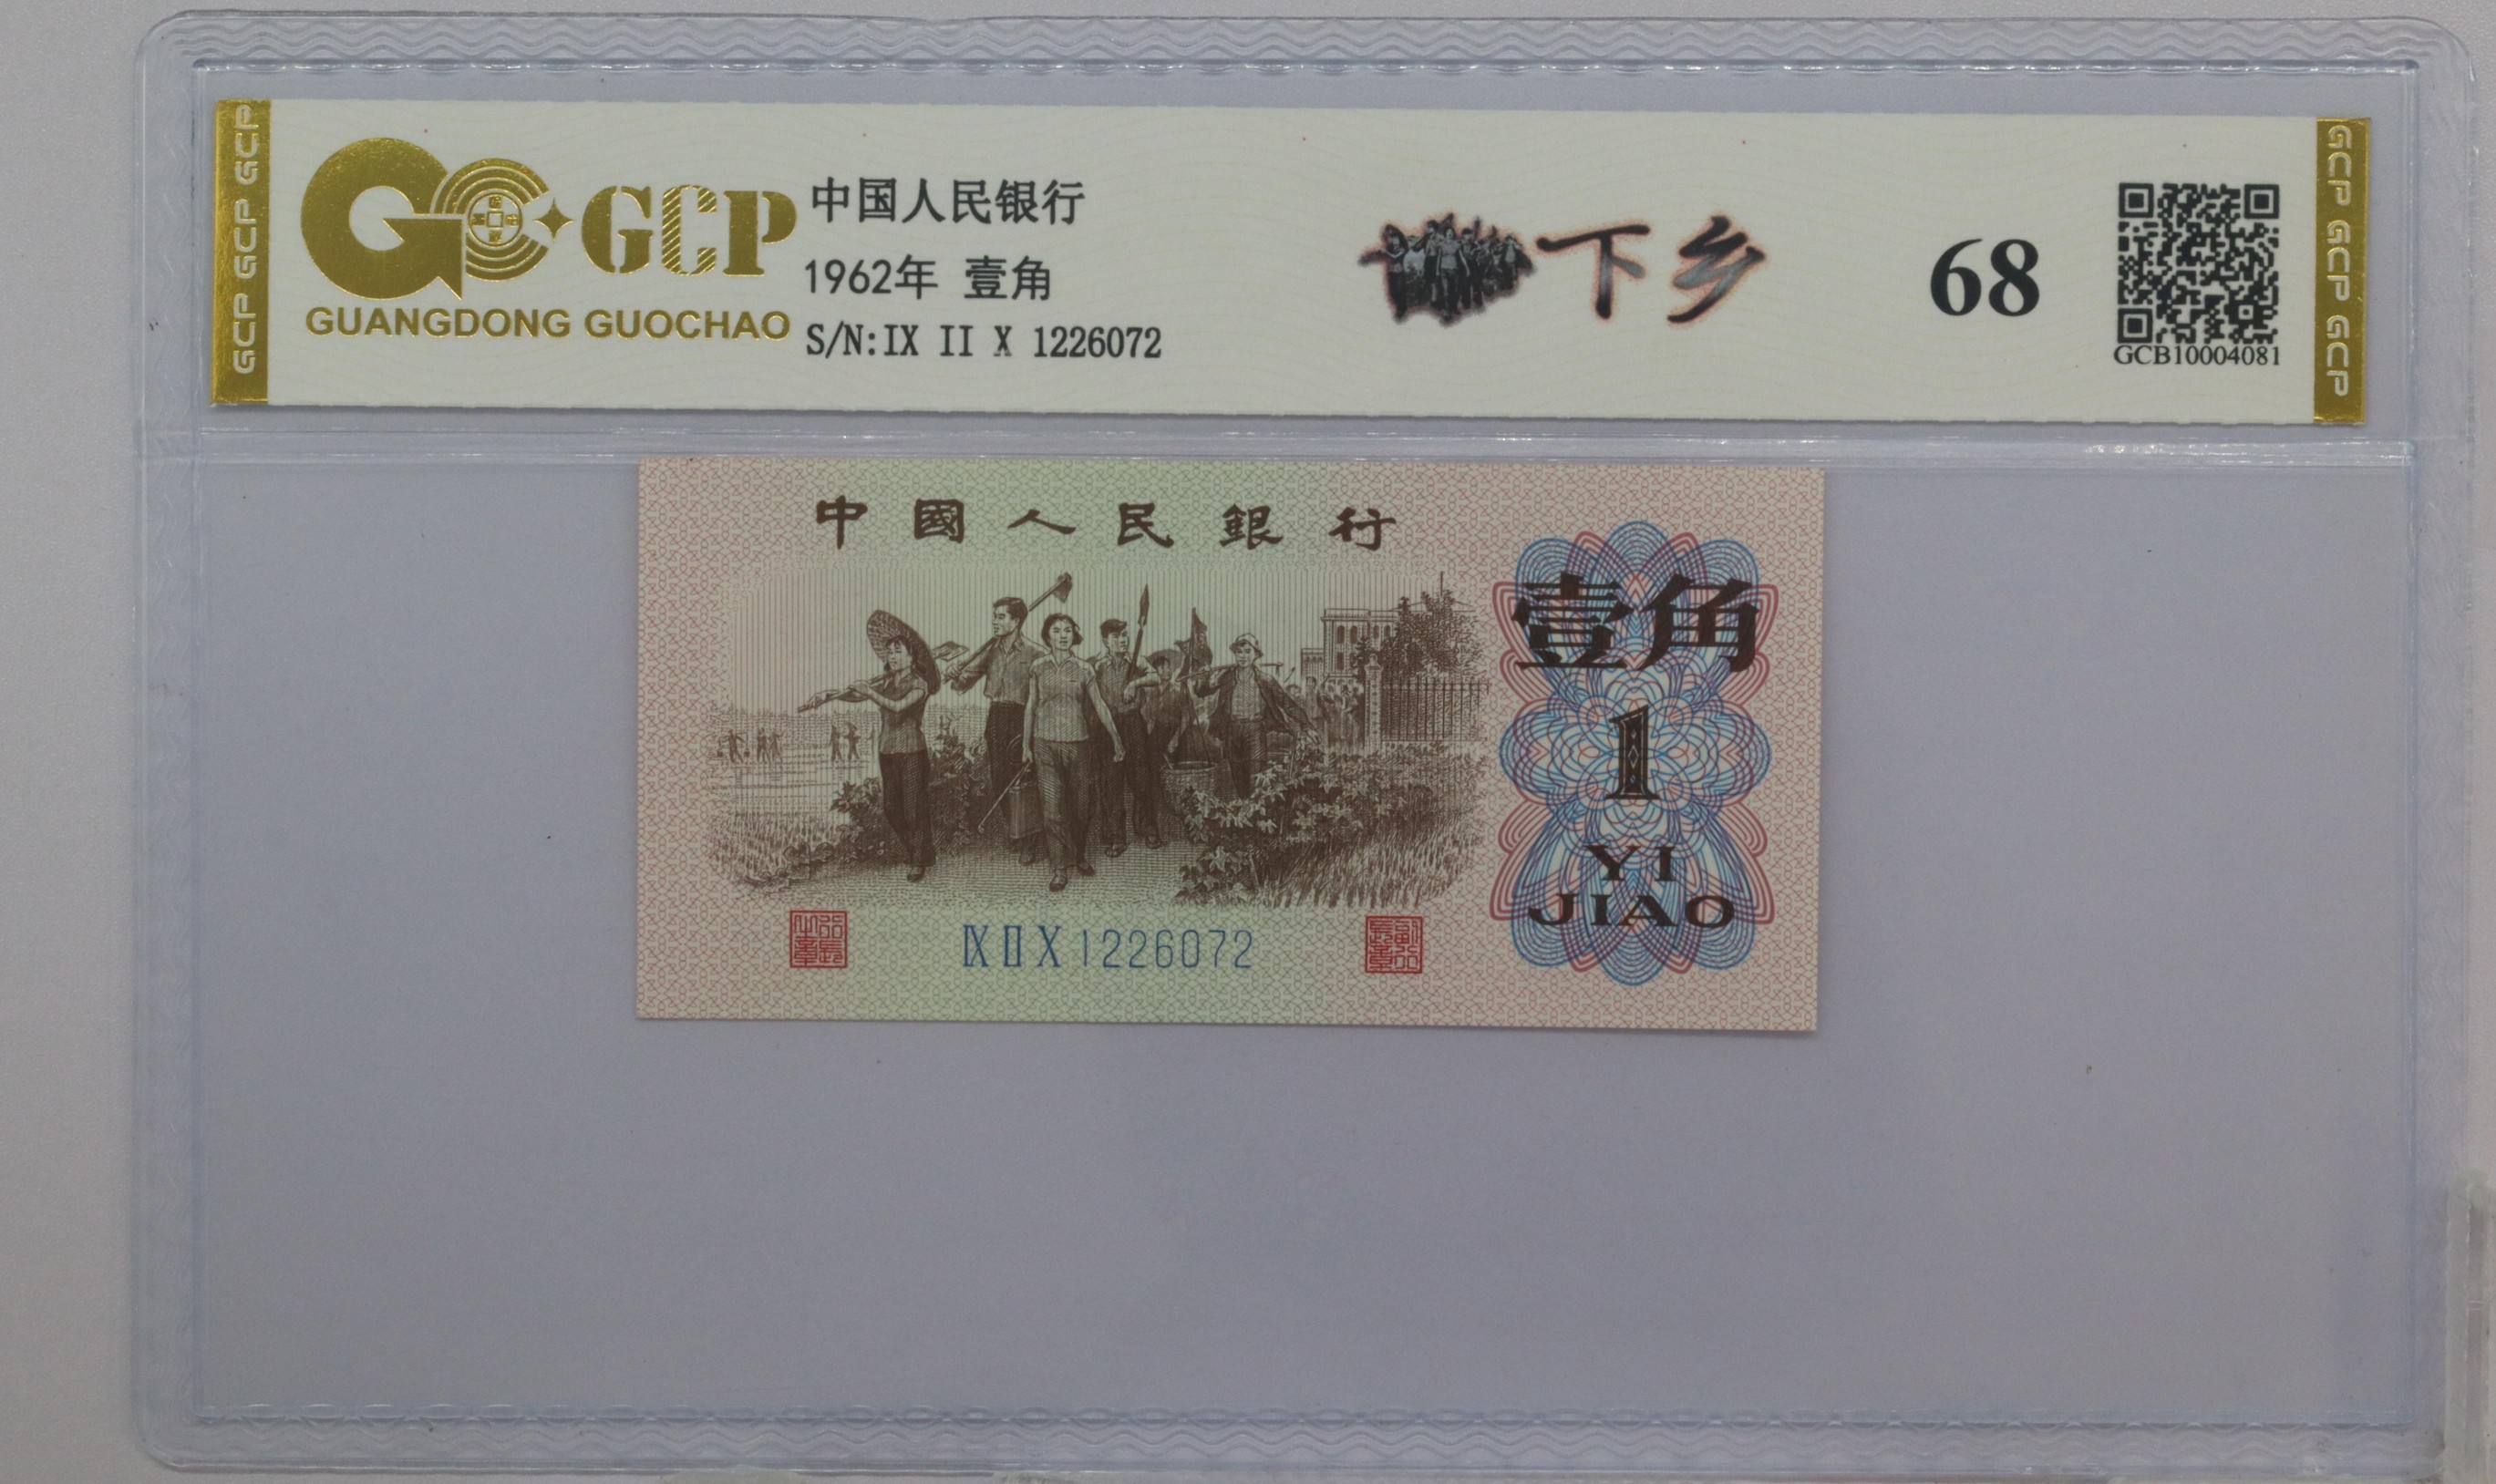 GCP GCP GCP
GCP
GUANGDONG GUOCHAO
中国人民银行
1962年 壹角
S/N:IX II X 1226072
下乡
68
GCB10004081
GCP GCP GCP
中國人民銀行
壹角
1
YI
JIAO
IX II X 1226072